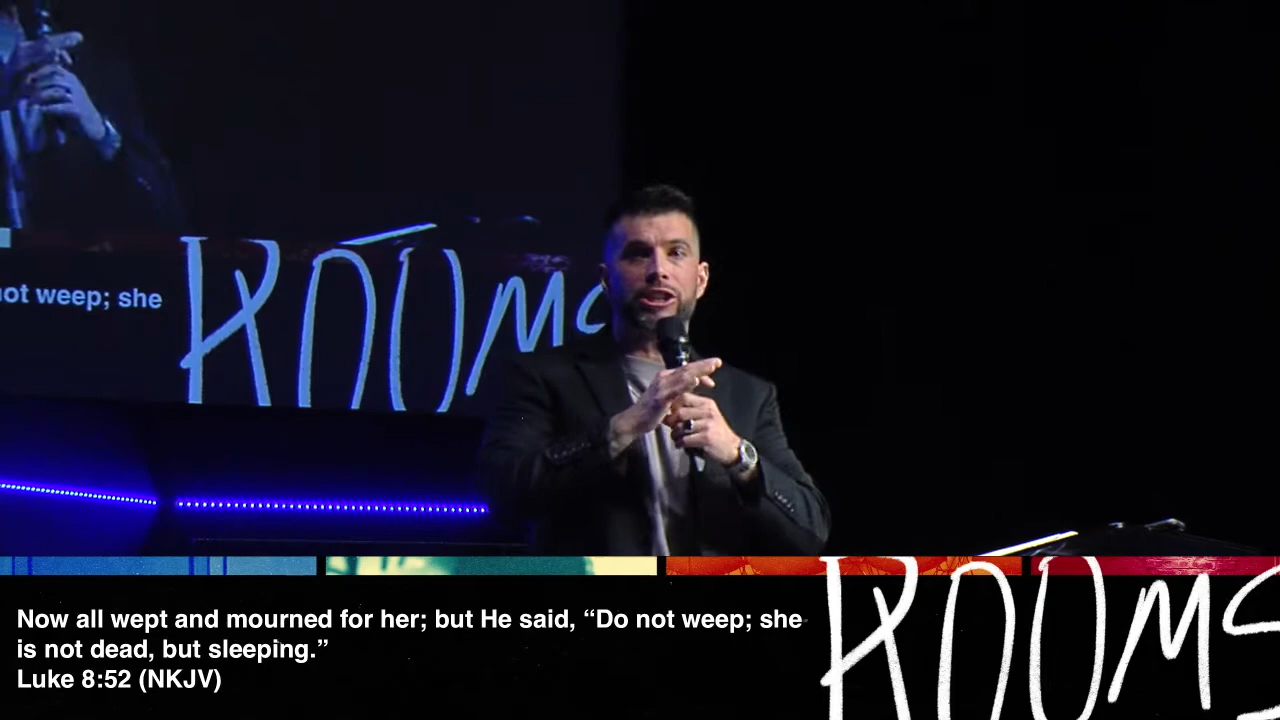 not weep; she
ROOMS
Now all wept and mourned for her; but He said, “Do not weep; she
is not dead, but sleeping.”
Luke 8:52 (NKJV)
ROOMS